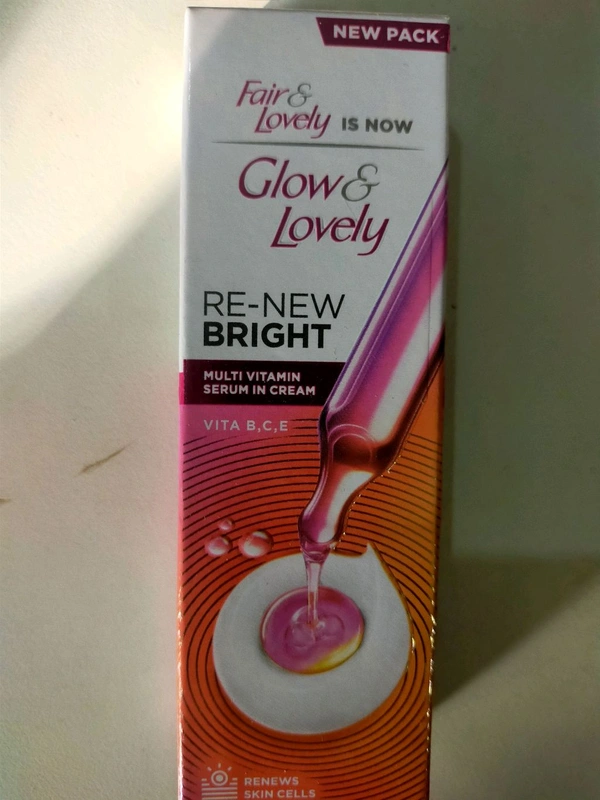 NEW PACK
Fair &
Lovely IS NOW
Glow &
Lovely
RE-NEW
BRIGHT
MULTI VITAMIN
SERUM IN CREAM
VITA B,C,E
RENEWS
SKIN CELLS